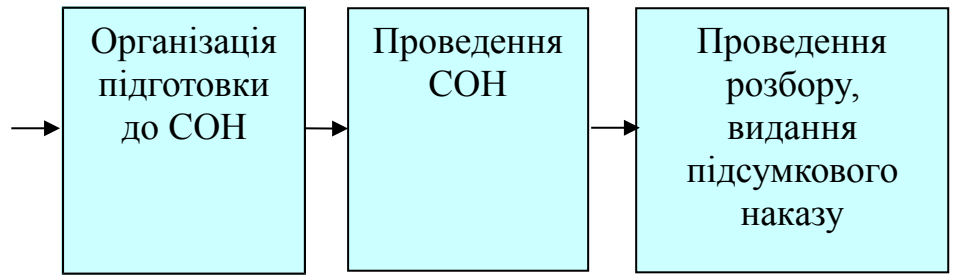 Організація
підготовки
до СОН
Проведення
СОН
Проведення
розбору,
видання
підсумкового
наказу